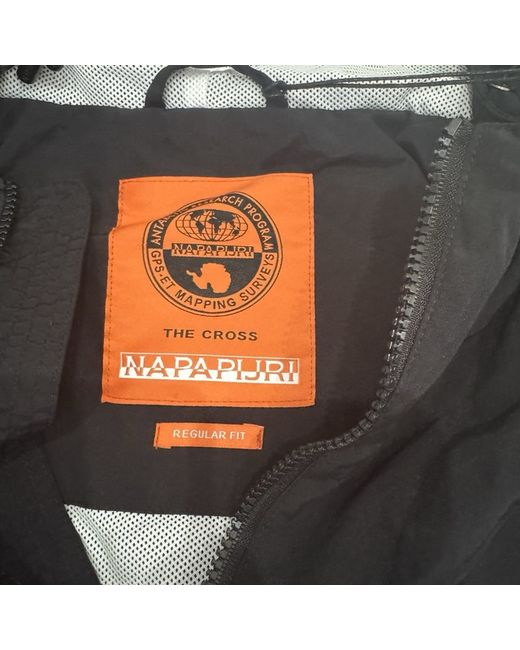 ANTARCTIC RESEARCH PROGRAM
NAPAPIJRI
GPS-ET MAPPING SURVEYS
THE CROSS
NAPAPIJRI
REGULAR FIT